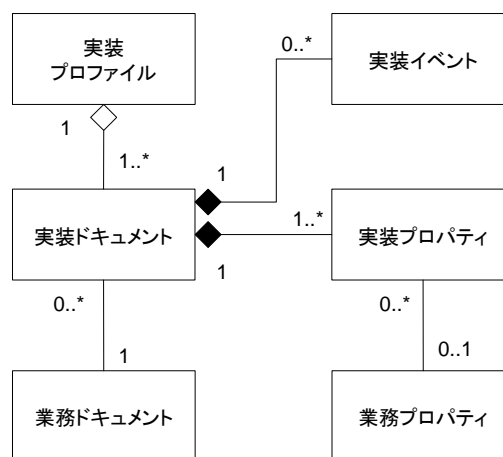 実装
プロファイル
0..*
実装イベント
1
1..*
1
実装ドキュメント
1..*
実装プロパティ
1
0..*
0..*
1
0..1
業務ドキュメント
業務プロパティ